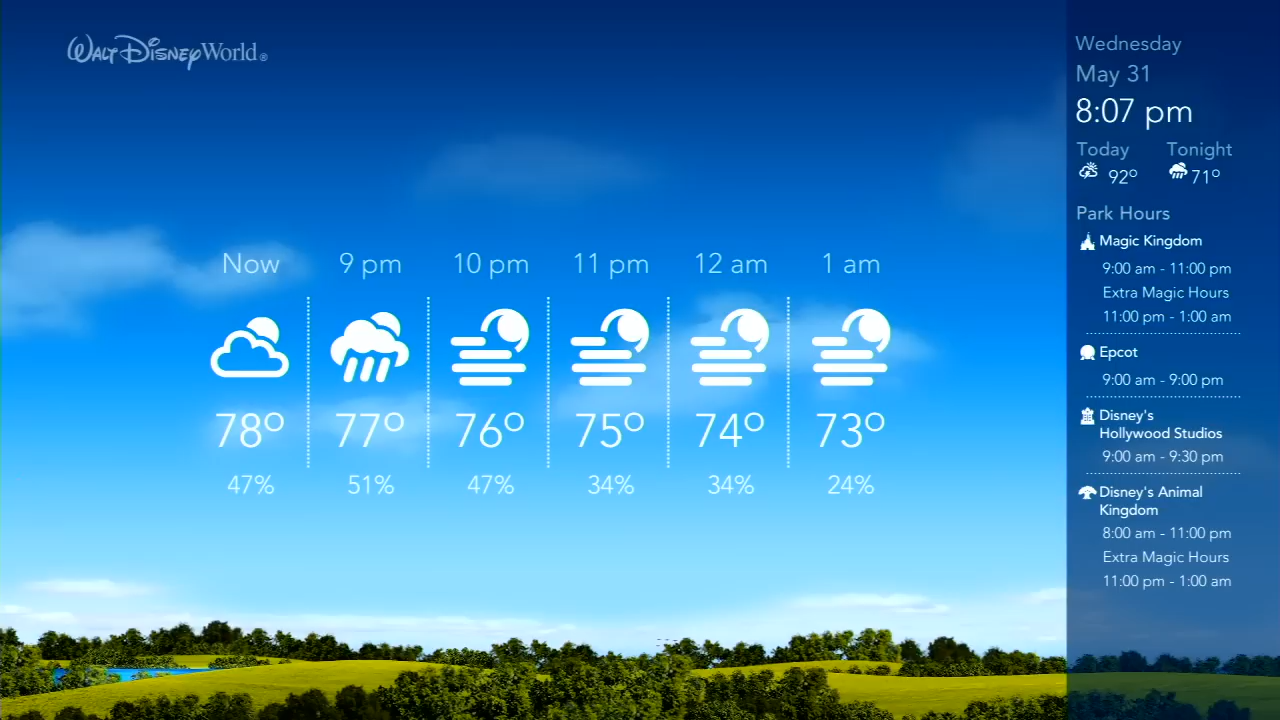 Walt Disney World®
Now 9 pm 10 pm 11 pm 12 am 1 am
78° 77° 76° 75° 74° 73°
47% 51% 47% 34% 34% 24%
Wednesday
May 31
8:07 pm
Today Tonight
92° 71°
Park Hours
Magic Kingdom
9:00 am - 11:00 pm
Extra Magic Hours
11:00 pm - 1:00 am
Epcot
9:00 am - 9:00 pm
Disney's
Hollywood Studios
9:00 am - 9:30 pm
Disney's Animal
Kingdom
8:00 am - 11:00 pm
Extra Magic Hours
11:00 pm - 1:00 am